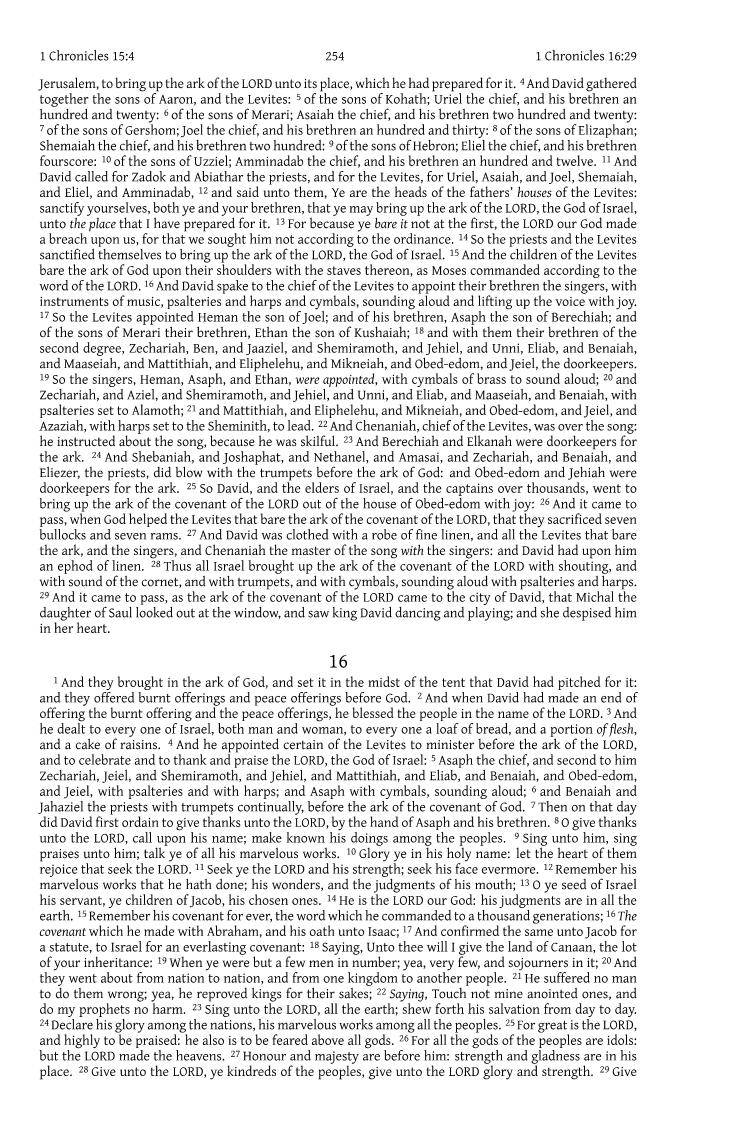 1 Chronicles 15:4 254 1 Chronicles 16:29
Jerusalem, to bring up the ark of the LORD unto its place, which he had prepared for it. 4 And David gathered
together the sons of Aaron, and the Levites: 5 of the sons of Kohath; Uriel the chief, and his brethren an
hundred and twenty: 6 of the sons of Merari; Asaiah the chief, and his brethren two hundred and twenty:
7 of the sons of Gershom; Joel the chief, and his brethren an hundred and thirty: 8 of the sons of Elizaphan;
Shemaiah the chief, and his brethren two hundred: 9 of the sons of Hebron; Eliel the chief, and his brethren
fourscore: 10 of the sons of Uzziel; Amminadab the chief, and his brethren an hundred and twelve. 11 And
David called for Zadok and Abiathar the priests, and for the Levites, for Uriel, Asaiah, and Joel, Shemaiah,
and Eliel, and Amminadab, 12 and said unto them, Ye are the heads of the fathers’ houses of the Levites:
sanctify yourselves, both ye and your brethren, that ye may bring up the ark of the LORD, the God of Israel,
unto the place that I have prepared for it. 13 For because ye bare it not at the first, the LORD our God made
a breach upon us, for that we sought him not according to the ordinance. 14 So the priests and the Levites
sanctified themselves to bring up the ark of the LORD, the God of Israel. 15 And the children of the Levites
bare the ark of God upon their shoulders with the staves thereon, as Moses commanded according to the
word of the LORD. 16 And David spake to the chief of the Levites to appoint their brethren the singers, with
instruments of music, psalteries and harps and cymbals, sounding aloud and lifting up the voice with joy.
17 So the Levites appointed Heman the son of Joel; and of his brethren, Asaph the son of Berechiah; and
of the sons of Merari their brethren, Ethan the son of Kushaiah; 18 and with them their brethren of the
second degree, Zechariah, Ben, and Jaaziel, and Shemiramoth, and Jehiel, and Unni, Eliab, and Benaiah,
and Maaseiah, and Mattithiah, and Eliphelehu, and Mikneiah, and Obed-edom, and Jeiel, the doorkeepers.
19 So the singers, Heman, Asaph, and Ethan, were appointed, with cymbals of brass to sound aloud; 20 and
Zechariah, and Aziel, and Shemiramoth, and Jehiel, and Unni, and Eliab, and Maaseiah, and Benaiah, with
psalteries set to Alamoth; 21 and Mattithiah, and Eliphelehu, and Mikneiah, and Obed-edom, and Jeiel, and
Azaziah, with harps set to the Sheminith, to lead. 22 And Chenaniah, chief of the Levites, was over the song:
he instructed about the song, because he was skilful. 23 And Berechiah and Elkanah were doorkeepers for
the ark. 24 And Shebaniah, and Joshaphat, and Nethanel, and Amasai, and Zechariah, and Benaiah, and
Eliezer, the priests, did blow with the trumpets before the ark of God: and Obed-edom and Jehiah were
doorkeepers for the ark. 25 So David, and the elders of Israel, and the captains over thousands, went to
bring up the ark of the covenant of the LORD out of the house of Obed-edom with joy: 26 And it came to
pass, when God helped the Levites that bare the ark of the covenant of the LORD, that they sacrificed seven
bullocks and seven rams. 27 And David was clothed with a robe of fine linen, and all the Levites that bare
the ark, and the singers, and Chenaniah the master of the song with the singers: and David had upon him
an ephod of linen. 28 Thus all Israel brought up the ark of the covenant of the LORD with shouting, and
with sound of the cornet, and with trumpets, and with cymbals, sounding aloud with psalteries and harps.
29 And it came to pass, as the ark of the covenant of the LORD came to the city of David, that Michal the
daughter of Saul looked out at the window, and saw king David dancing and playing; and she despised him
in her heart.
16
1 And they brought in the ark of God, and set it in the midst of the tent that David had pitched for it:
and they offered burnt offerings and peace offerings before God. 2 And when David had made an end of
offering the burnt offering and the peace offerings, he blessed the people in the name of the LORD. 3 And
he dealt to every one of Israel, both man and woman, to every one a loaf of bread, and a portion of flesh,
and a cake of raisins. 4 And he appointed certain of the Levites to minister before the ark of the LORD,
and to celebrate and to thank and praise the LORD, the God of Israel: 5 Asaph the chief, and second to him
Zechariah, Jeiel, and Shemiramoth, and Jehiel, and Mattithiah, and Eliab, and Benaiah, and Obed-edom,
and Jeiel, with psalteries and with harps; and Asaph with cymbals, sounding aloud; 6 and Benaiah and
Jahaziel the priests with trumpets continually, before the ark of the covenant of God. 7 Then on that day
did David first ordain to give thanks unto the LORD, by the hand of Asaph and his brethren. 8 O give thanks
unto the LORD, call upon his name; make known his doings among the peoples. 9 Sing unto him, sing
praises unto him; talk ye of all his marvelous works. 10 Glory ye in his holy name: let the heart of them
rejoice that seek the LORD. 11 Seek ye the LORD and his strength; seek his face evermore. 12 Remember his
marvelous works that he hath done; his wonders, and the judgments of his mouth; 13 O ye seed of Israel
his servant, ye children of Jacob, his chosen ones. 14 He is the LORD our God: his judgments are in all the
earth. 15 Remember his covenant for ever, the word which he commanded to a thousand generations; 16 The
covenant which he made with Abraham, and his oath unto Isaac; 17 And confirmed the same unto Jacob for
a statute, to Israel for an everlasting covenant: 18 Saying, Unto thee will I give the land of Canaan, the lot
of your inheritance: 19 When ye were but a few men in number; yea, very few, and sojourners in it; 20 And
they went about from nation to nation, and from one kingdom to another people. 21 He suffered no man
to do them wrong; yea, he reproved kings for their sakes; 22 Saying, Touch not mine anointed ones, and
do my prophets no harm. 23 Sing unto the LORD, all the earth; shew forth his salvation from day to day.
24 Declare his glory among the nations, his marvelous works among all the peoples. 25 For great is the LORD,
and highly to be praised: he also is to be feared above all gods. 26 For all the gods of the peoples are idols:
but the LORD made the heavens. 27 Honour and majesty are before him: strength and gladness are in his
place. 28 Give unto the LORD, ye kindreds of the peoples, give unto the LORD glory and strength. 29 Give